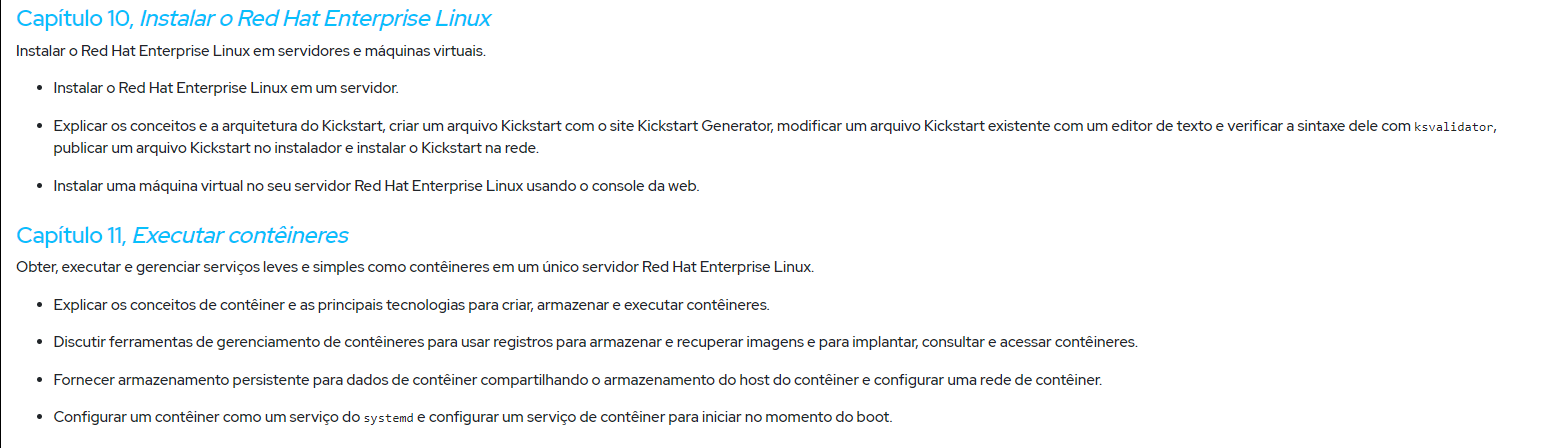 Capítulo 10, Instalar o Red Hat Enterprise Linux
Instalar o Red Hat Enterprise Linux em servidores e máquinas virtuais.
• Instalar o Red Hat Enterprise Linux em um servidor.
• Explicar os conceitos e a arquitetura do Kickstart, criar um arquivo Kickstart com o site Kickstart Generator, modificar um arquivo Kickstart existente com um editor de texto e verificar a sintaxe dele com ksvalidator,
publicar um arquivo Kickstart no instalador e instalar o Kickstart na rede.
• Instalar uma máquina virtual no seu servidor Red Hat Enterprise Linux usando o console da web.
Capítulo 11, Executar contêineres
Obter, executar e gerenciar serviços leves e simples como contêineres em um único servidor Red Hat Enterprise Linux.
• Explicar os conceitos de contêiner e as principais tecnologias para criar, armazenar e executar contêineres.
• Discutir ferramentas de gerenciamento de contêineres para usar registros para armazenar e recuperar imagens e para implantar, consultar e acessar contêineres.
• Fornecer armazenamento persistente para dados de contêiner compartilhando o armazenamento do host do contêiner e configurar uma rede de contêiner.
• Configurar um contêiner como um serviço do systemd e configurar um serviço de contêiner para iniciar no momento do boot.